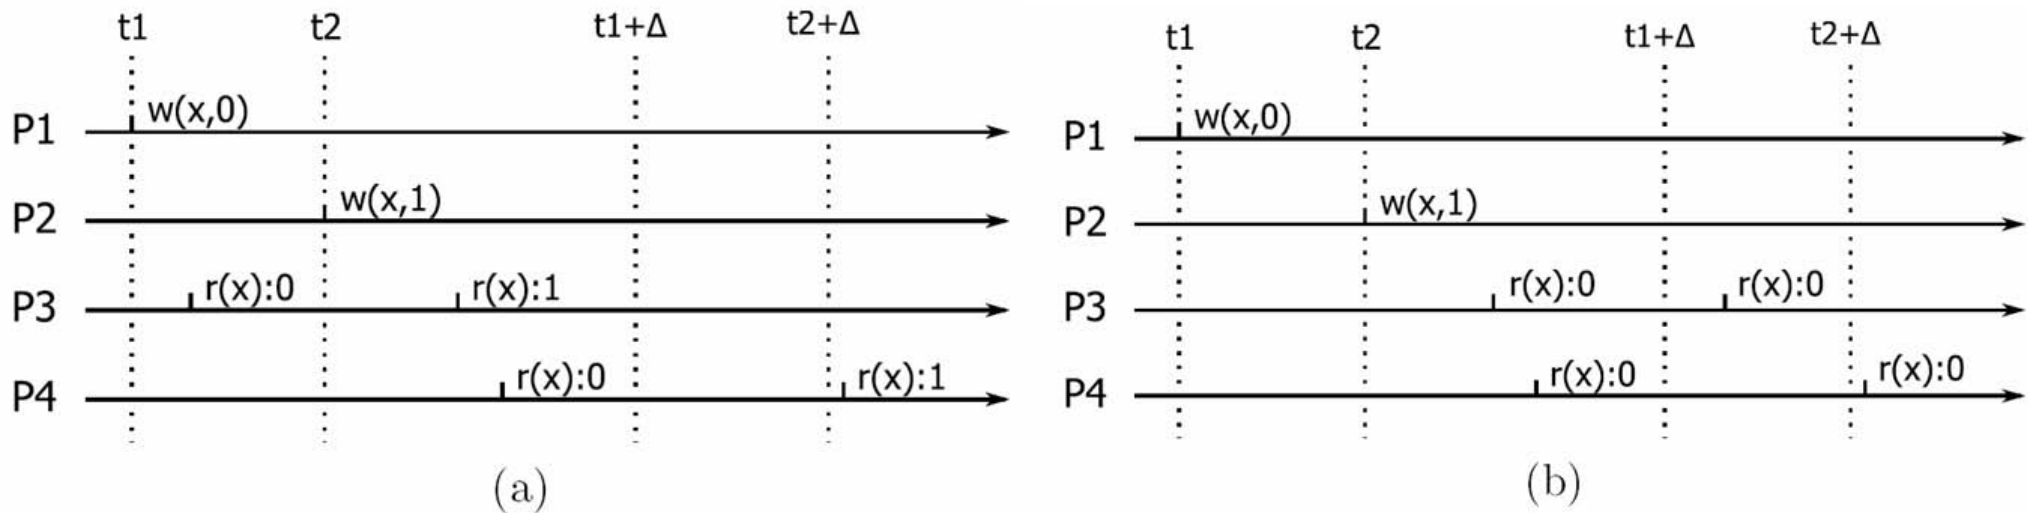 t1 t2 t1+Δ t2+Δ
P1 w(x,0)
P2 w(x,1)
P3 r(x):0 r(x):1
P4 r(x):0 r(x):1
(a)
t1 t2 t1+Δ t2+Δ
P1 w(x,0)
P2 w(x,1)
P3 r(x):0 r(x):0
P4 r(x):0 r(x):0
(b)